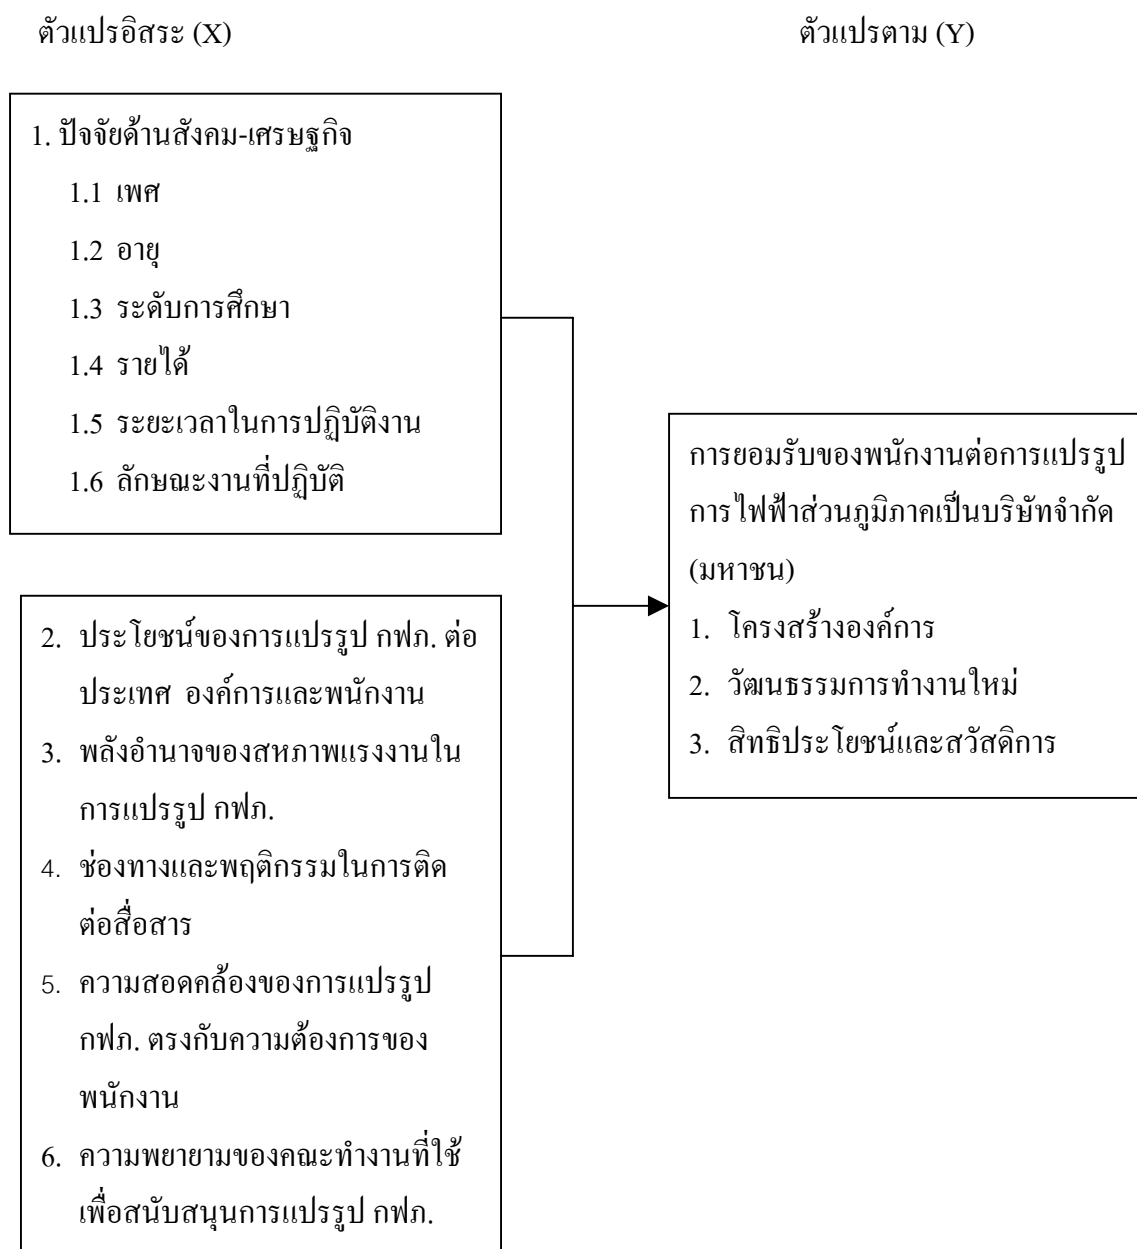 ตัวแปรอิสระ (X)
ตัวแปรตาม (Y)
1. ปัจจัยด้านสังคม-เศรษฐกิจ
1.1 เพศ
1.2 อายุ
1.3 ระดับการศึกษา
1.4 รายได้
1.5 ระยะเวลาในการปฏิบัติงาน
1.6 ลักษณะงานที่ปฏิบัติ
2. ประโยชน์ของการแปรรูป กฟภ. ต่อ
ประเทศ องค์การและพนักงาน
3. พลังอำนาจของสหภาพแรงงานใน
การแปรรูป กฟภ.
4. ช่องทางและพฤติกรรมในการติด
ต่อสื่อสาร
5. ความสอดคล้องของการแปรรูป
กฟภ. ตรงกับความต้องการของ
พนักงาน
6. ความพยายามของคณะทำงานที่ใช้
เพื่อสนับสนุนการแปรรูป กฟภ.
การยอมรับของพนักงานต่อการแปรรูป
การไฟฟ้าส่วนภูมิภาคเป็นบริษัทจำกัด
(มหาชน)
1. โครงสร้างองค์การ
2. วัฒนธรรมการทำงานใหม่
3. สิทธิประโยชน์และสวัสดิการ